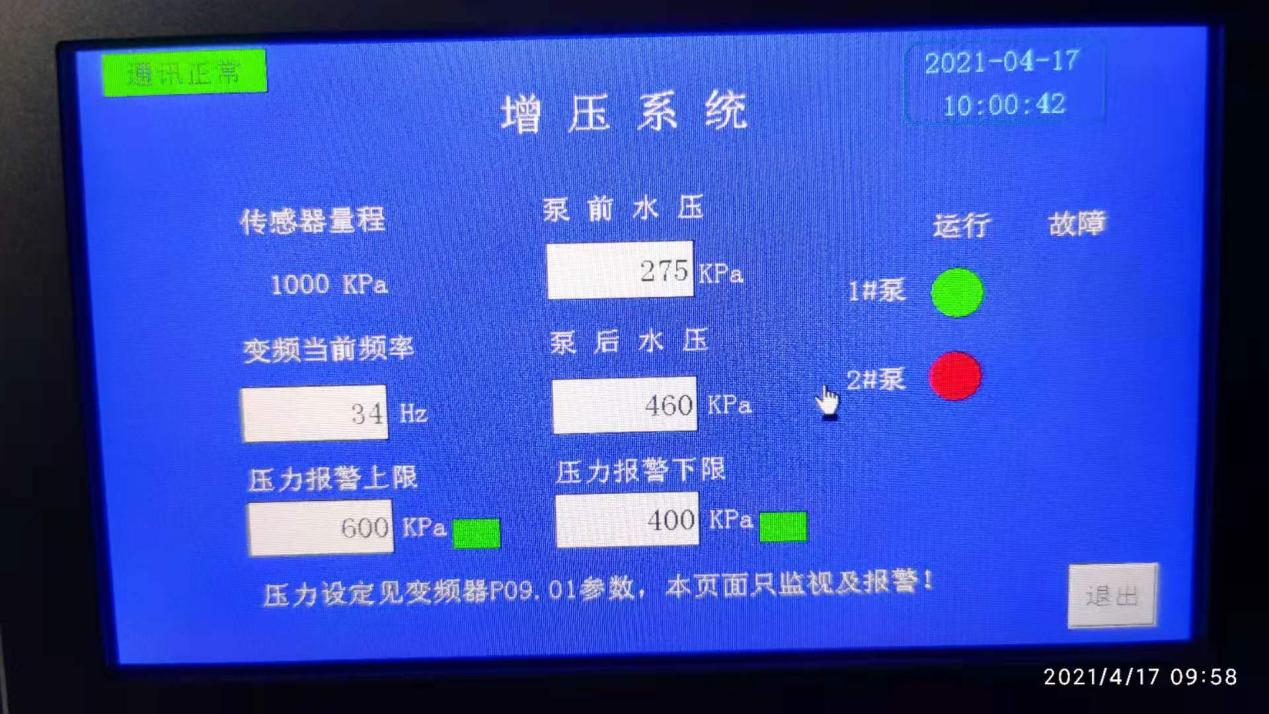 通讯正常
2021-04-17
10:00:42
增压系统
传感器量程
1000 KPa
泵前水压
275 KPa
运行 故障
1#泵
变频当前频率
34 Hz
泵后水压
460 KPa
2#泵
压力报警上限
600 KPa
压力报警下限
400 KPa
压力设定见变频器P09.01参数，本页面只监视及报警！
退出
2021/4/17 09:58